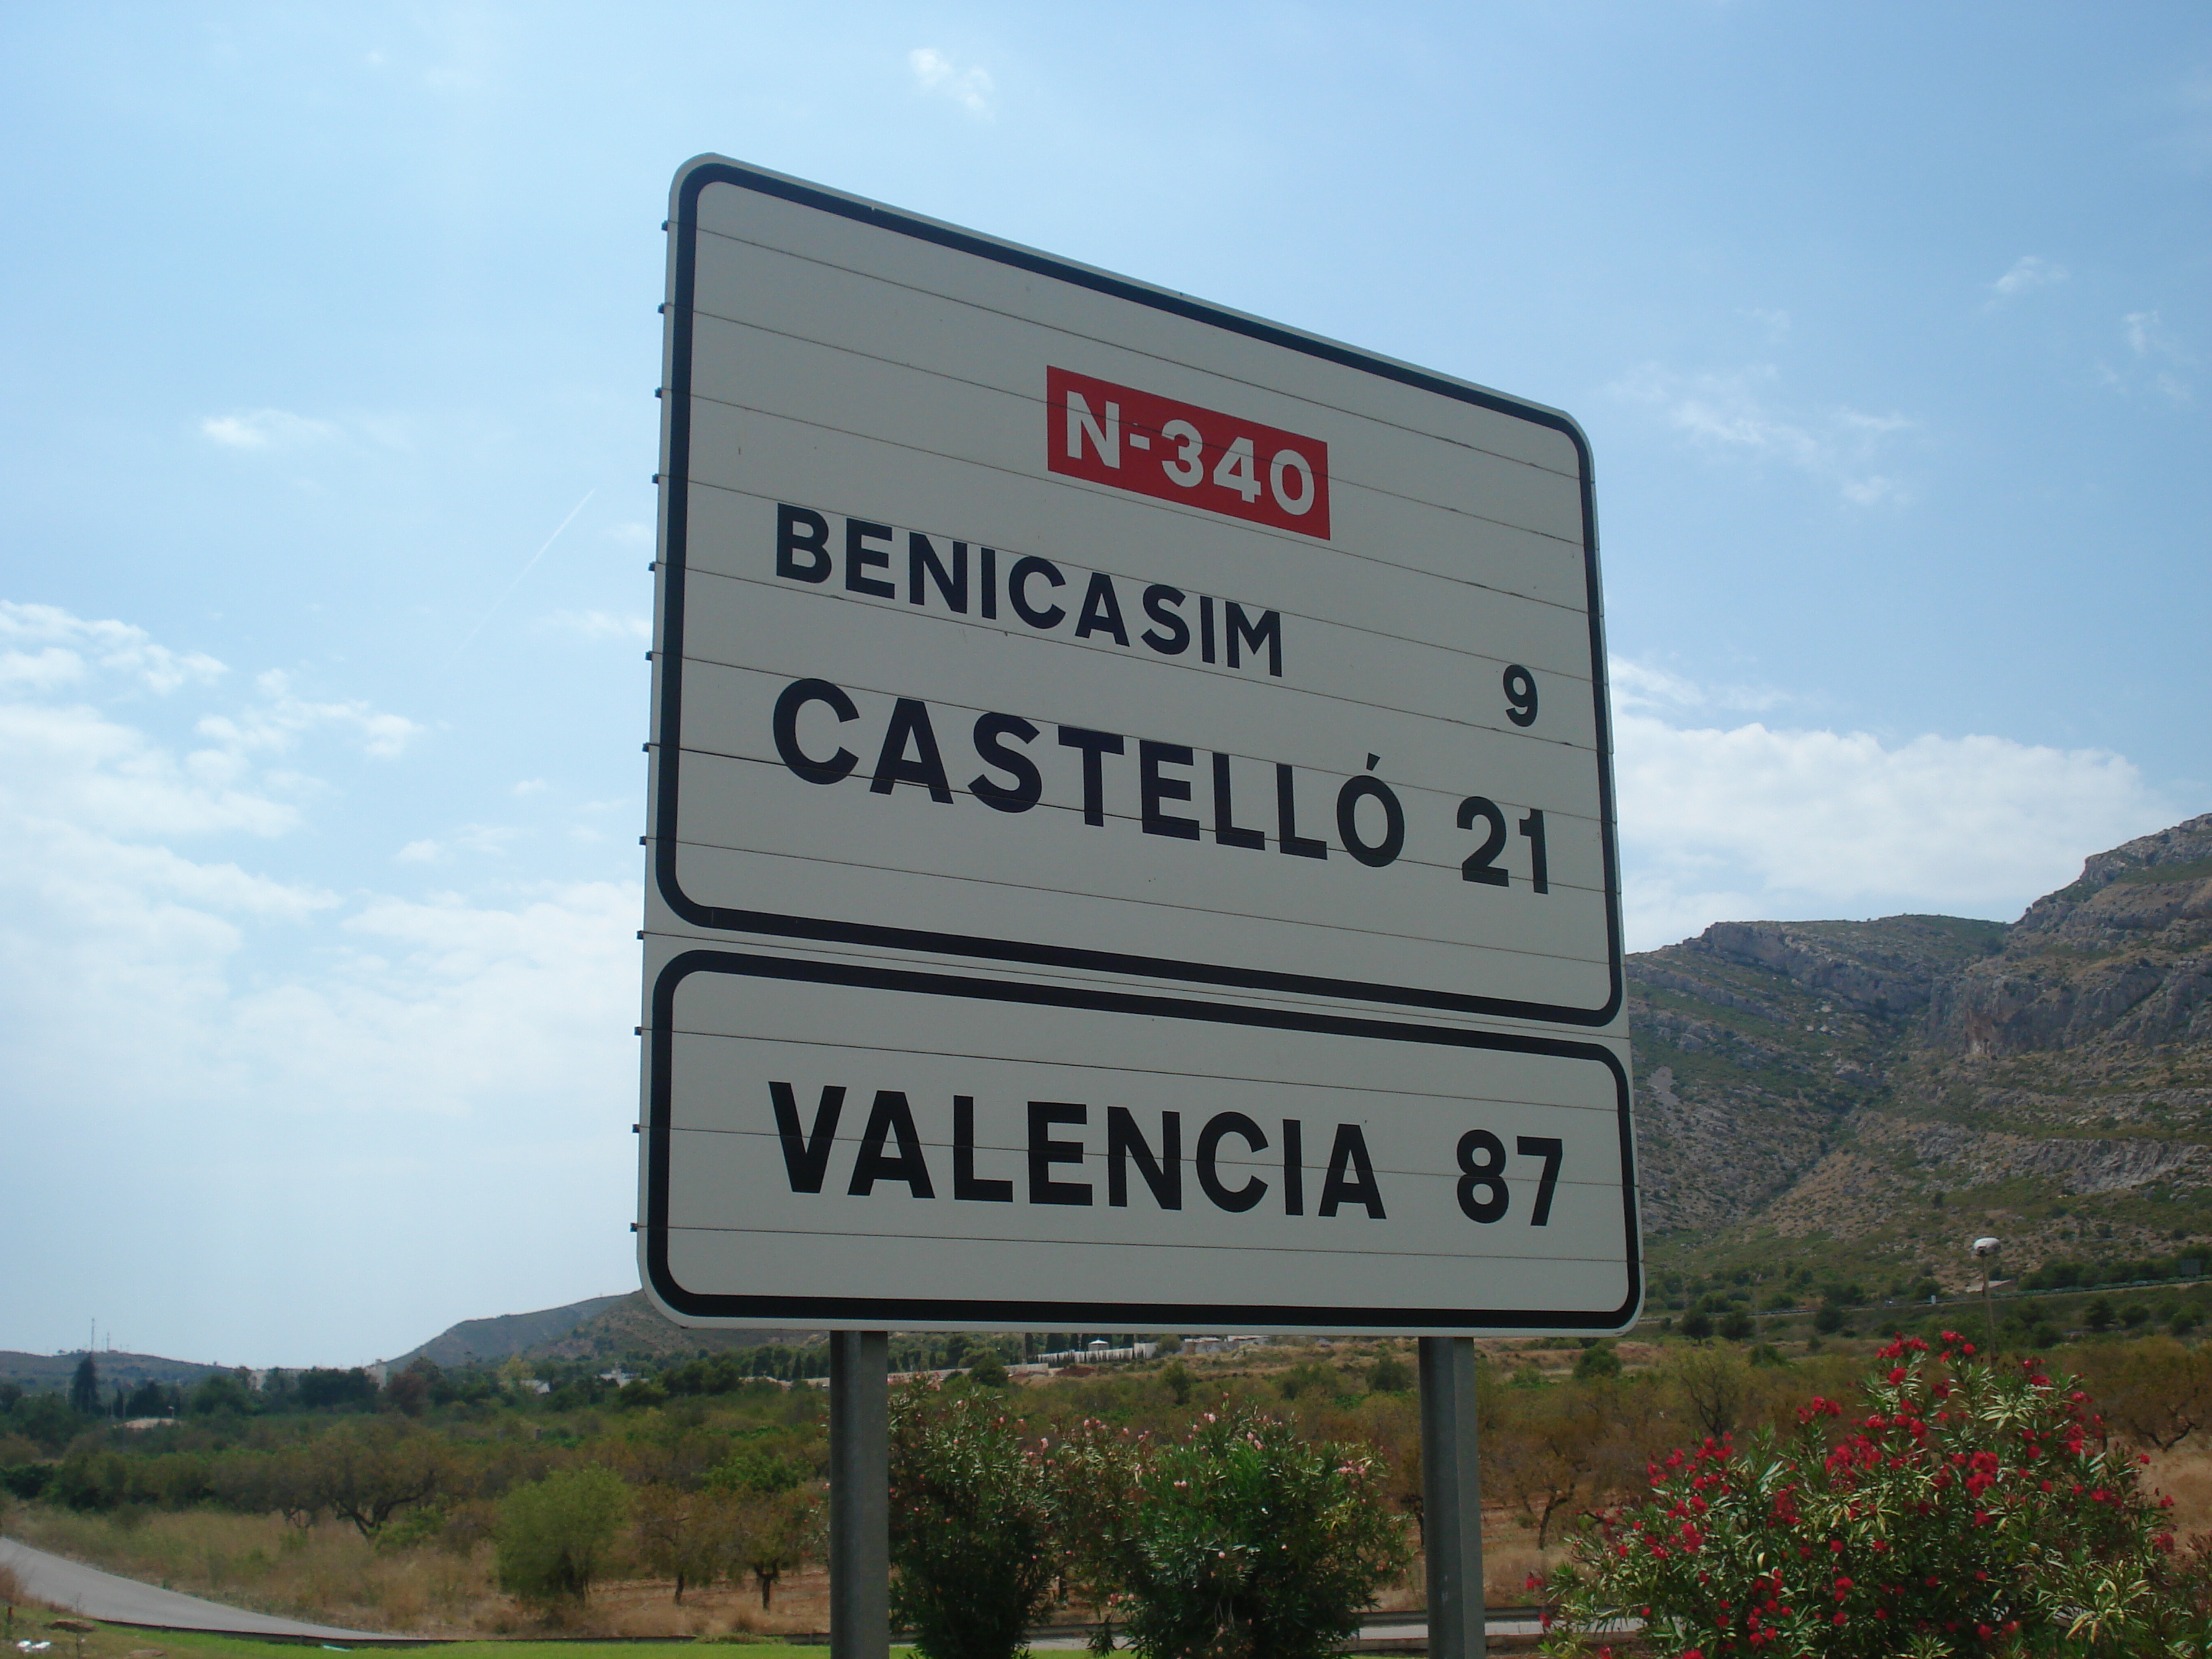 N-340
BENICASIM 9
CASTELLÓ 21
VALENCIA 87